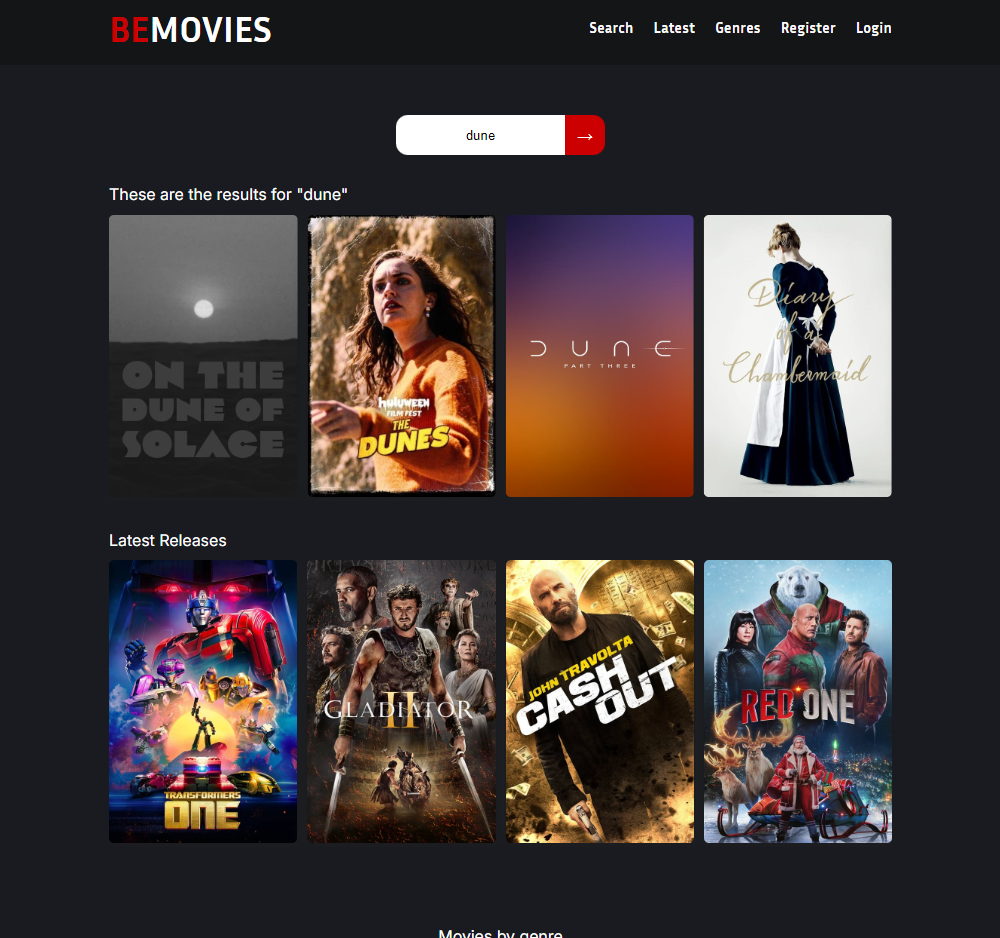 BEMOVIES
Search Latest Genres Register Login
dune →
These are the results for "dune"
ON THE
DUNE OF
SOLACE
huluween
FILM FEST
THE
DUNES
DUNE
PART THREE
Diary
of a
Chambermaid
Latest Releases
TRANSFORMERS
ONE
II
GLADIATOR
JOHN TRAVOLTA
CASH
OUT
RED ONE
Movies by genre